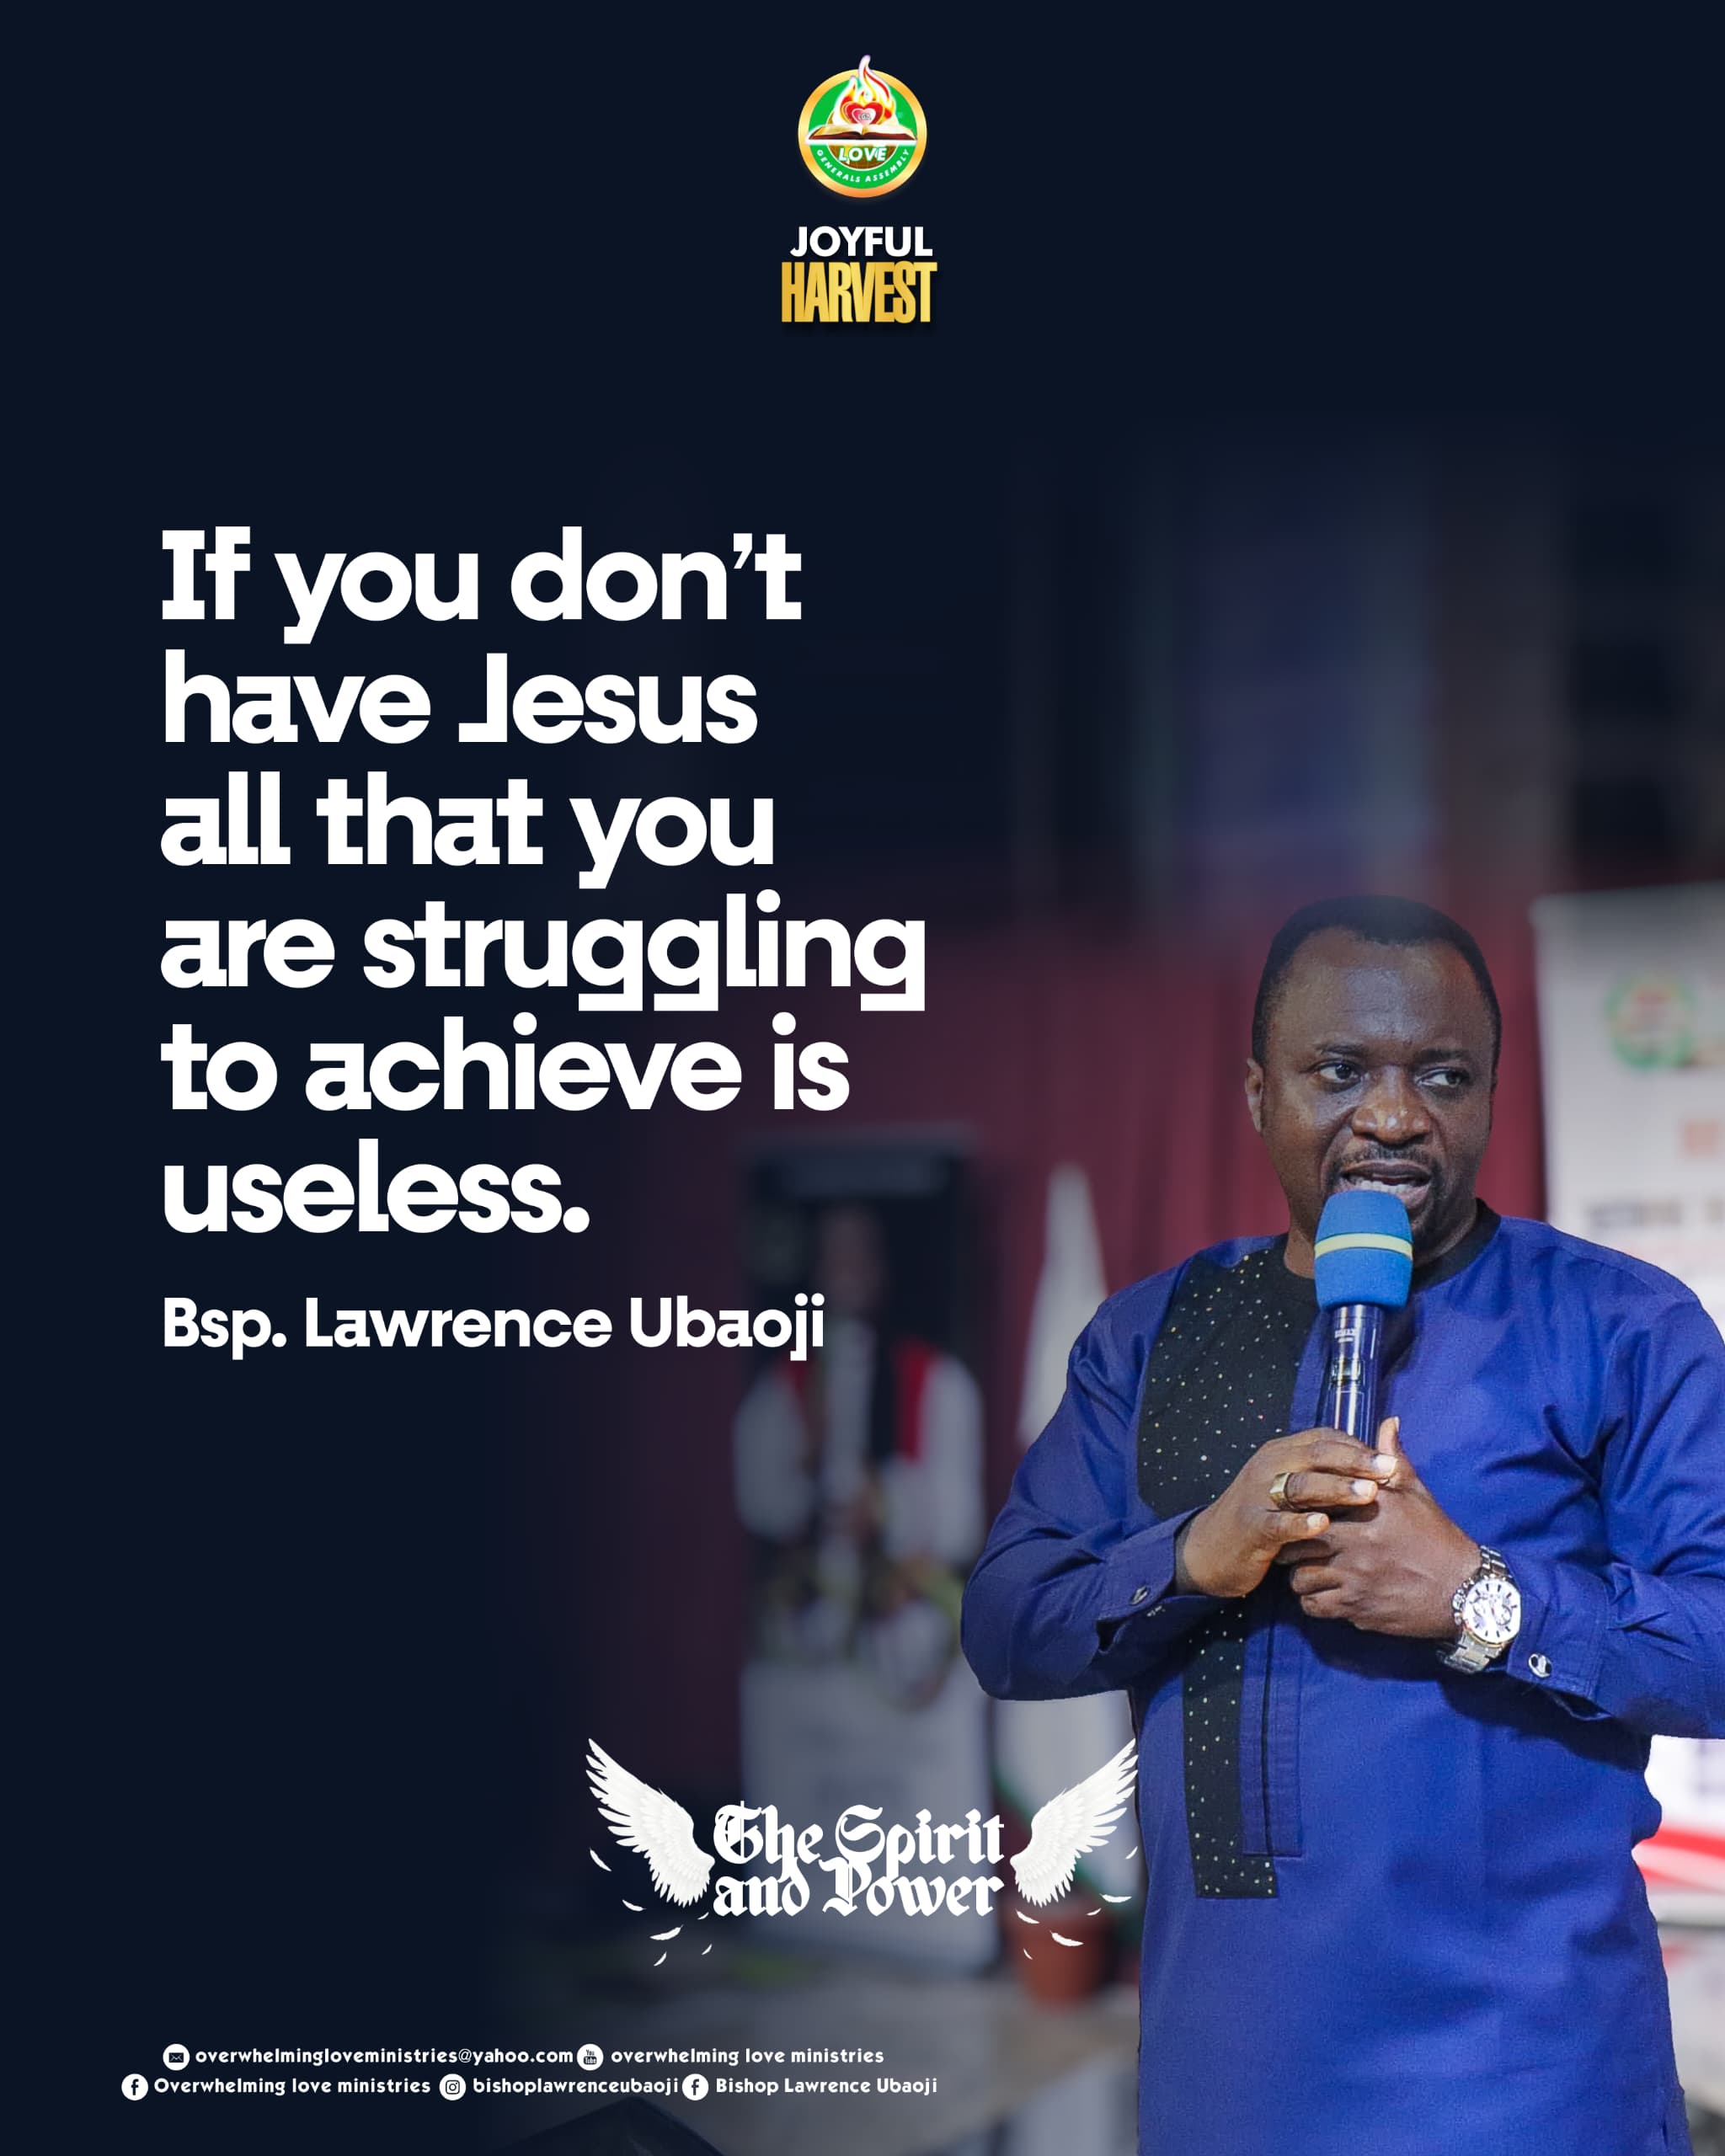 LOVE
GENERALS ASSEMBLY
JOYFUL
HARVEST
If you don’t
have Jesus
all that you
are struggling
to achieve is
useless.
Bsp. Lawrence Ubaoji
The Spirit
and Power
overwhelmingloveministries@yahoo.com overwhelming love ministries
Overwhelming love ministries bishoplawrenceubaoji Bishop Lawrence Ubaoji